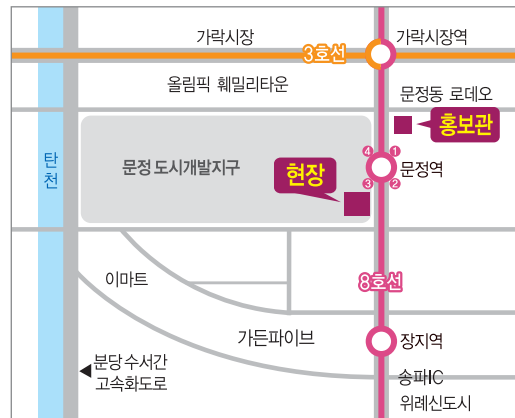 가락시장
가락시장역
3호선
올림픽 훼밀리타운
문정동 로데오
홍보관
탄천
문정 도시개발지구
현장
4
1
3
2
문정역
이마트
8호선
가든파이브
장지역
분당 수서간
고속화도로
송파IC
위례신도시